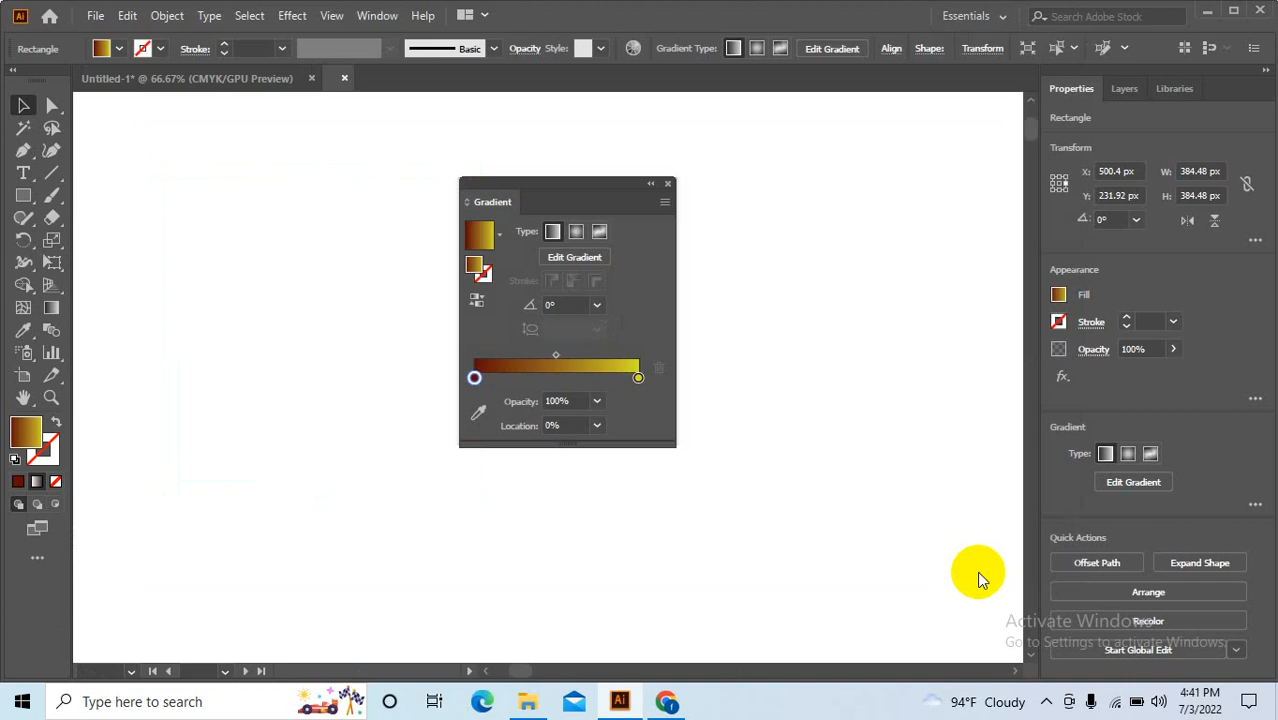 Ai File Edit Object Type Select Effect View Window Help Essentials Search Adobe Stock
Rectangle Stroke: Basic Opacity Style: Gradient Type: Edit Gradient Align Shape: Transform
Untitled-1* @ 66.67% (CMYK/GPU Preview)
Properties Layers Libraries
Rectangle
Transform
X: 500.4 px W: 384.48 px
Y: 231.92 px H: 384.48 px
0°
Appearance
Fill
Stroke
Opacity 100%
fx.
Gradient
Type:
Edit Gradient
Quick Actions
Offset Path Expand Shape
Arrange
Recolor
Start Global Edit
Gradient
Type:
Edit Gradient
Stroke:
0°
Opacity: 100%
Location: 0%
Activate Windows
Go to Settings to activate Windows.
Type here to search
Ai
94°F Cloudy
4:41 PM
7/3/2022